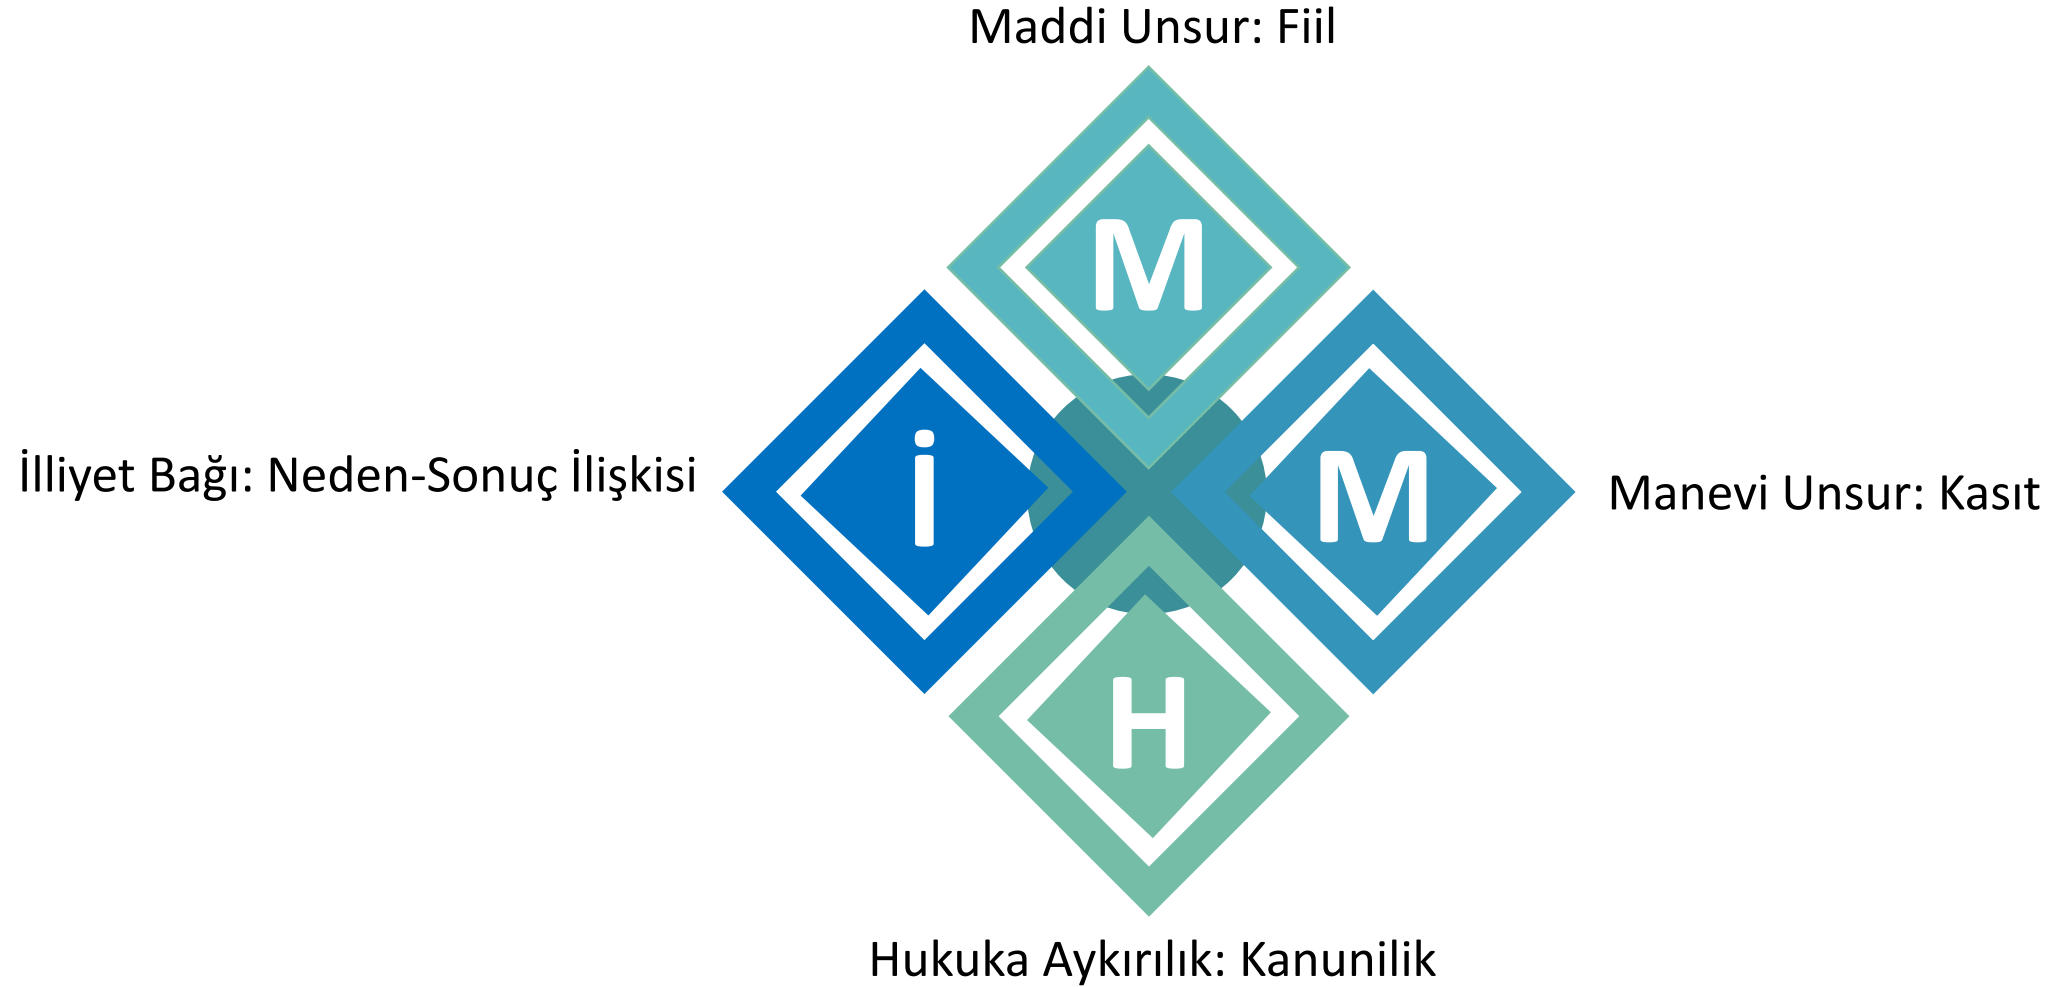 Maddi Unsur: Fiil
M
İlliyet Bağı: Neden-Sonuç İlişkisi
İ
M
Manevi Unsur: Kasıt
H
Hukuka Aykırılık: Kanunilik